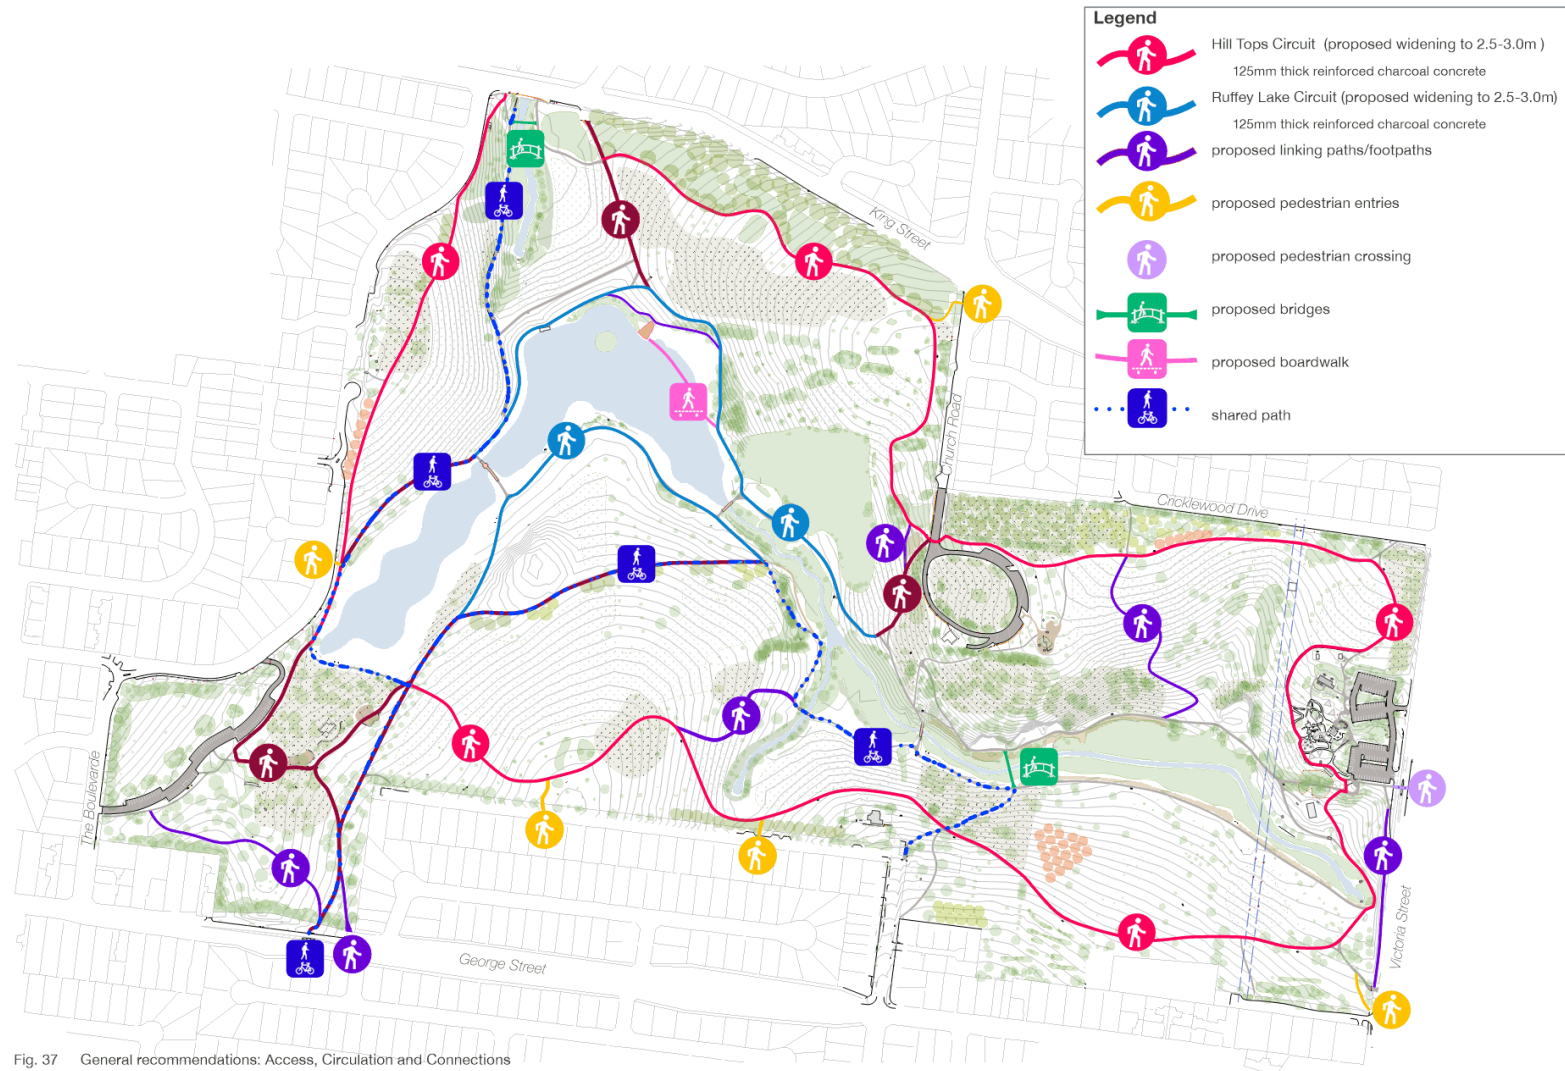 Legend
Hill Tops Circuit (proposed widening to 2.5-3.0m )
125mm thick reinforced charcoal concrete
Ruffey Lake Circuit (proposed widening to 2.5-3.0m)
125mm thick reinforced charcoal concrete
proposed linking paths/footpaths
proposed pedestrian entries
proposed pedestrian crossing
proposed bridges
proposed boardwalk
shared path
King Street
Church Road
Cricklewood Drive
The Boulevarde
Victoria Street
George Street
Fig. 37 General recommendations: Access, Circulation and Connections